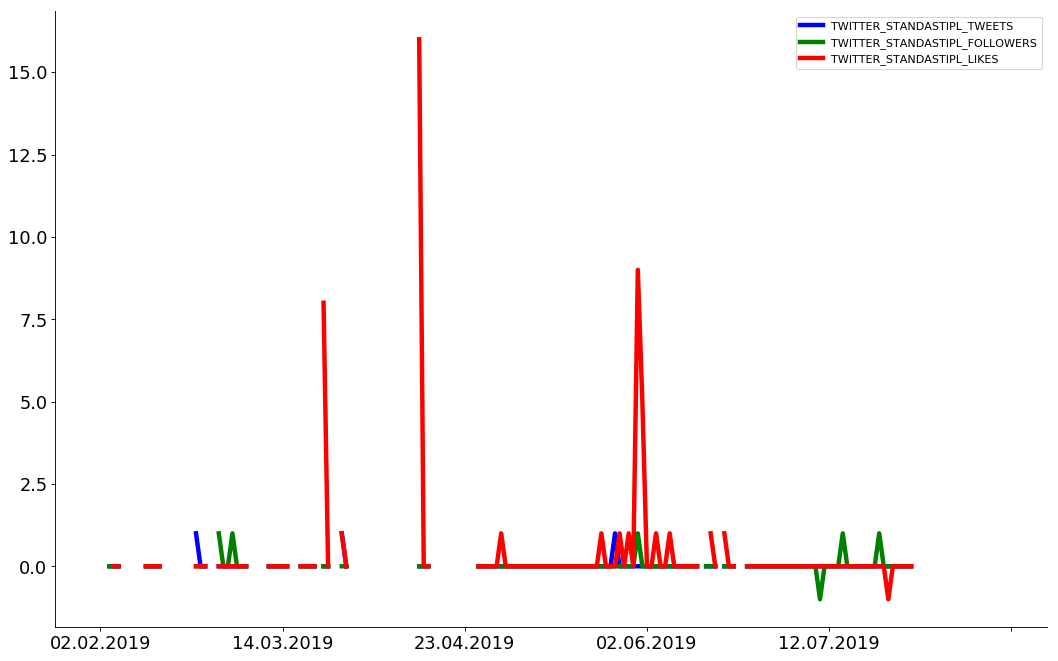 TWITTER_STANDASTIPL_TWEETS
TWITTER_STANDASTIPL_FOLLOWERS
TWITTER_STANDASTIPL_LIKES
15.0
12.5
10.0
7.5
5.0
2.5
0.0
02.02.2019 14.03.2019 23.04.2019 02.06.2019 12.07.2019